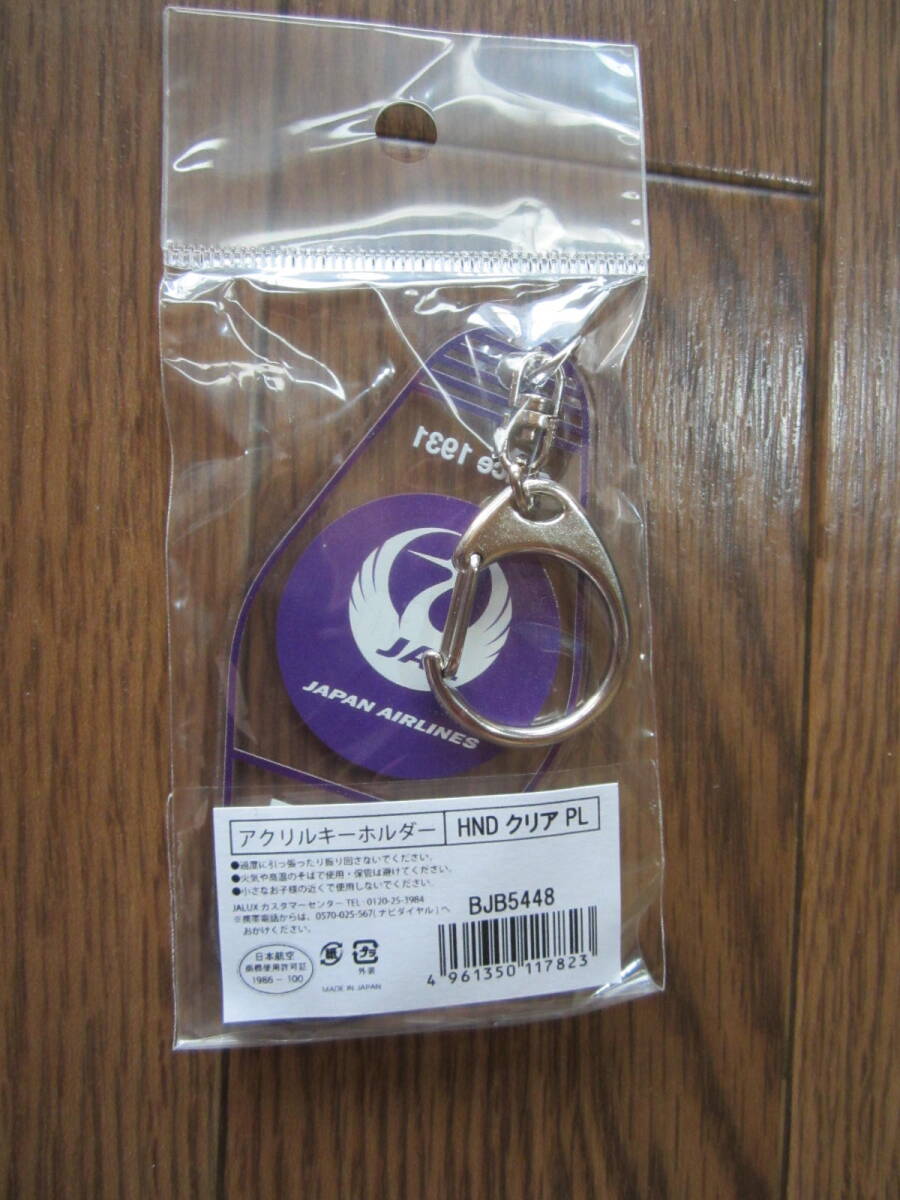 ce 1931
JAL
JAPAN AIRLINES
アクリルキーホルダー HND クリア PL
●過度に引っ張ったり振り回さないでください。
●火気や高温のそばで使用・保管は避けてください。
●小さなお子様の近くで使用しないでください。
JALUX カスタマーセンター TEL:0120-25-3984
※携帯電話からは、0570-025-567(ナビダイヤル)へ
おかけください。
BJB5448
日本航空
商標使用許可証
1986-100
紙
プラ
外装
MADE IN JAPAN
4 961350 117823